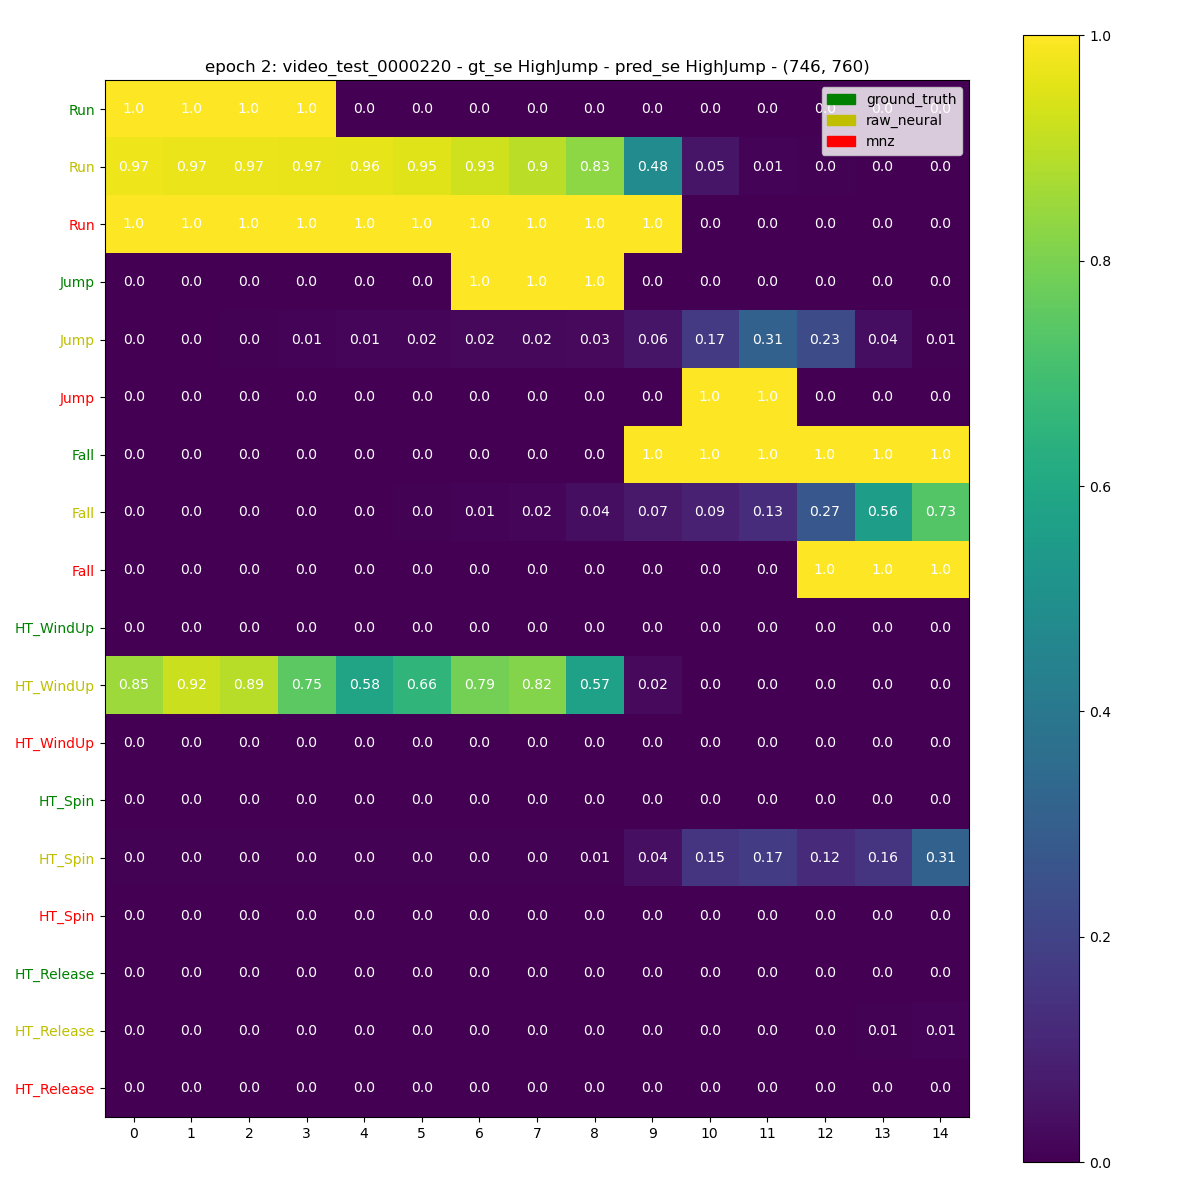 epoch 2: video_test_0000220 - gt_se HighJump - pred_se HighJump - (746, 760)
ground_truth
raw_neural
mnz
Run 1.0 1.0 1.0 1.0 0.0 0.0 0.0 0.0 0.0 0.0 0.0 0.0 0.0 0.0 0.0
Run 0.97 0.97 0.97 0.97 0.96 0.95 0.93 0.9 0.83 0.48 0.05 0.01 0.0 0.0 0.0
Run 1.0 1.0 1.0 1.0 1.0 1.0 1.0 1.0 1.0 1.0 0.0 0.0 0.0 0.0 0.0
Jump 0.0 0.0 0.0 0.0 0.0 0.0 1.0 1.0 1.0 0.0 0.0 0.0 0.0 0.0 0.0
Jump 0.0 0.0 0.0 0.01 0.01 0.02 0.02 0.02 0.03 0.06 0.17 0.31 0.23 0.04 0.01
Jump 0.0 0.0 0.0 0.0 0.0 0.0 0.0 0.0 0.0 0.0 1.0 1.0 0.0 0.0 0.0
Fall 0.0 0.0 0.0 0.0 0.0 0.0 0.0 0.0 0.0 1.0 1.0 1.0 1.0 1.0 1.0
Fall 0.0 0.0 0.0 0.0 0.0 0.0 0.01 0.02 0.04 0.07 0.09 0.13 0.27 0.56 0.73
Fall 0.0 0.0 0.0 0.0 0.0 0.0 0.0 0.0 0.0 0.0 0.0 0.0 1.0 1.0 1.0
HT_WindUp 0.0 0.0 0.0 0.0 0.0 0.0 0.0 0.0 0.0 0.0 0.0 0.0 0.0 0.0 0.0
HT_WindUp 0.85 0.92 0.89 0.75 0.58 0.66 0.79 0.82 0.57 0.02 0.0 0.0 0.0 0.0 0.0
HT_WindUp 0.0 0.0 0.0 0.0 0.0 0.0 0.0 0.0 0.0 0.0 0.0 0.0 0.0 0.0 0.0
HT_Spin 0.0 0.0 0.0 0.0 0.0 0.0 0.0 0.0 0.0 0.0 0.0 0.0 0.0 0.0 0.0
HT_Spin 0.0 0.0 0.0 0.0 0.0 0.0 0.0 0.0 0.01 0.04 0.15 0.17 0.12 0.16 0.31
HT_Spin 0.0 0.0 0.0 0.0 0.0 0.0 0.0 0.0 0.0 0.0 0.0 0.0 0.0 0.0 0.0
HT_Release 0.0 0.0 0.0 0.0 0.0 0.0 0.0 0.0 0.0 0.0 0.0 0.0 0.0 0.0 0.0
HT_Release 0.0 0.0 0.0 0.0 0.0 0.0 0.0 0.0 0.0 0.0 0.0 0.0 0.0 0.01 0.01
HT_Release 0.0 0.0 0.0 0.0 0.0 0.0 0.0 0.0 0.0 0.0 0.0 0.0 0.0 0.0 0.0
0 1 2 3 4 5 6 7 8 9 10 11 12 13 14
1.0
0.8
0.6
0.4
0.2
0.0